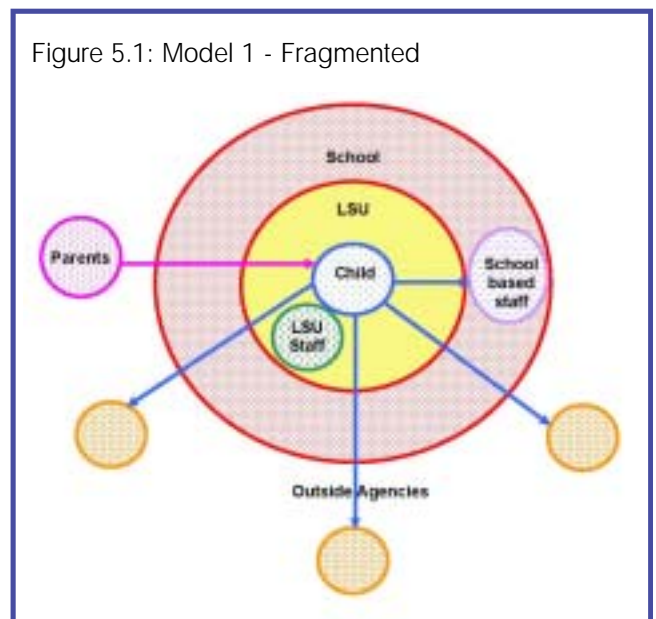 Figure 5.1: Model 1 - Fragmented
School
LSU
Parents
Child
School
based
staff
LSU
Staff
Outside Agencies